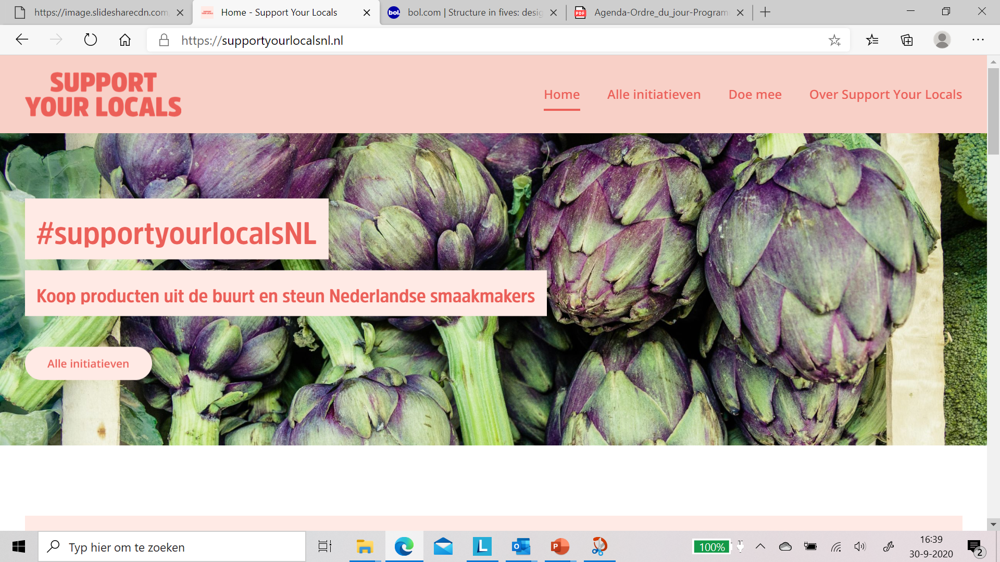 https://image.slidesharecdn.com
Home - Support Your Locals
bol.
bol.com | Structure in fives: desig
PDF
Agenda-Ordre_du_jour-Program
https://supportyourlocalsnl.nl
SUPPORT
YOUR LOCALS
Home
Alle initiatieven
Doe mee
Over Support Your Locals
#supportyourlocalsNL
Koop producten uit de buurt en steun Nederlandse smaakmakers
Alle initiatieven
Typ hier om te zoeken
100%
16:39
30-9-2020
2